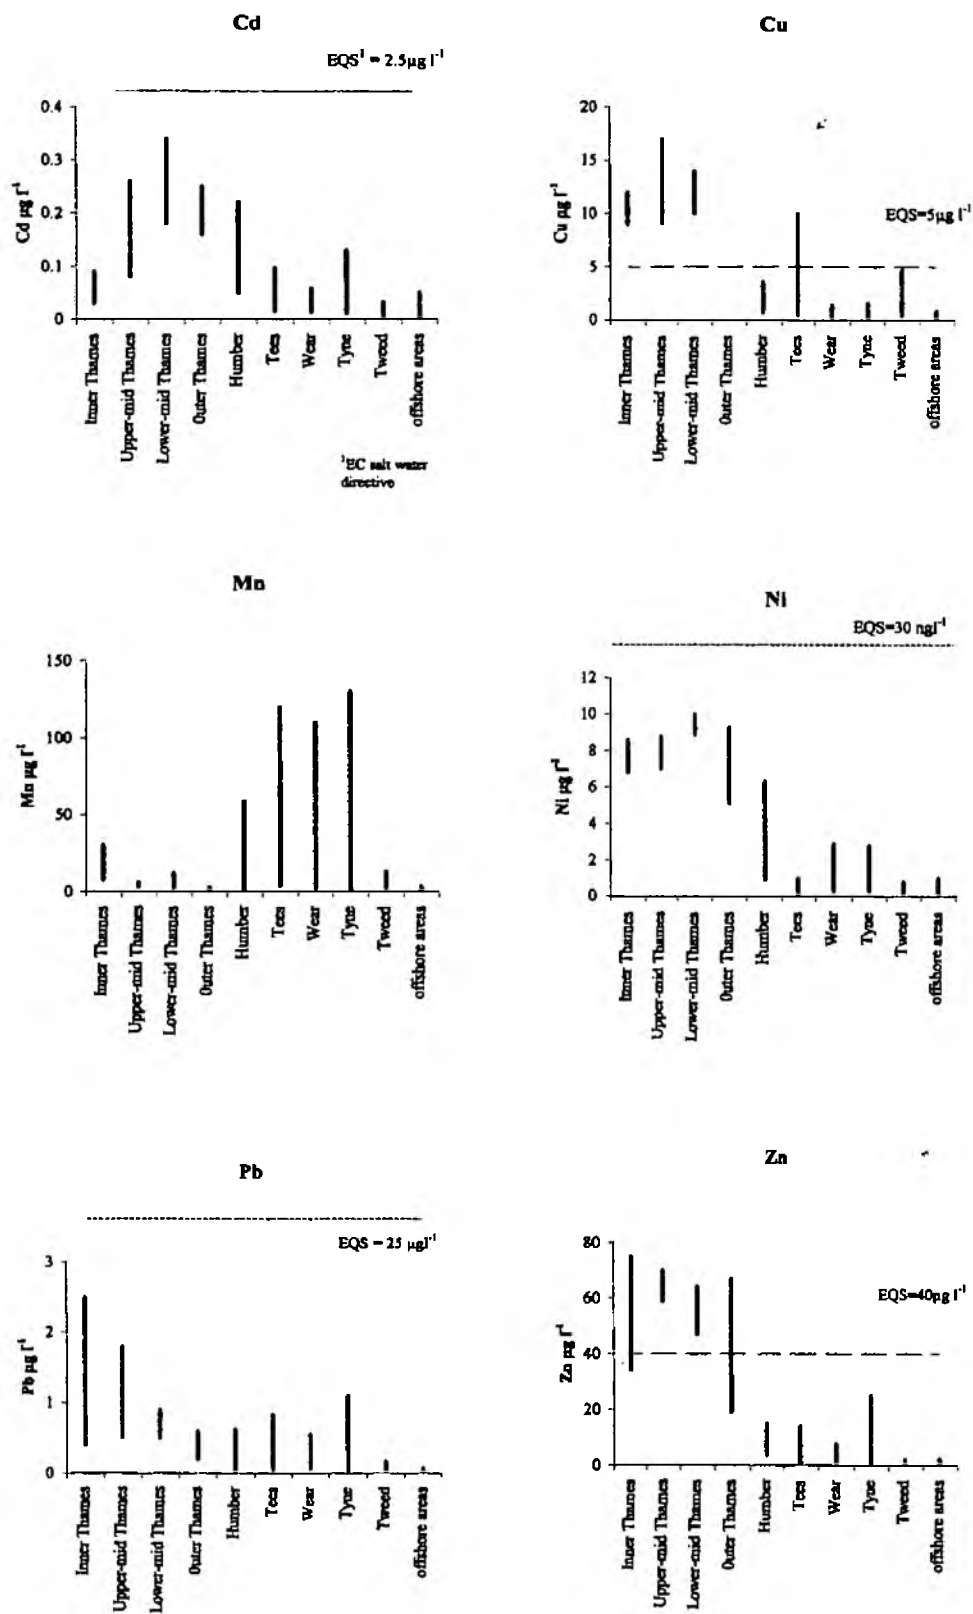 Cd
EQS¹ = 2.5µg l⁻¹
0.4
0.3
0.2
0.1
0
Cd µg l⁻¹
Inner Thames
Upper-mid Thames
Lower-mid Thames
Outer Thames
Humber
Tees
Wear
Tyne
Tweed
offshore areas
¹EC salt water
directive
Cu
20
15
10
5
0
Cu µg l⁻¹
EQS=5µg l⁻¹
Inner Thames
Upper-mid Thames
Lower-mid Thames
Outer Thames
Humber
Tees
Wear
Tyne
Tweed
offshore areas
Mn
150
100
50
0
Mn µg l⁻¹
Inner Thames
Upper-mid Thames
Lower-mid Thames
Outer Thames
Humber
Tees
Wear
Tyne
Tweed
offshore areas
Ni
EQS=30 ngl⁻¹
12
10
8
6
4
2
0
Ni µg l⁻¹
Inner Thames
Upper-mid Thames
Lower-mid Thames
Outer Thames
Humber
Tees
Wear
Tyne
Tweed
offshore areas
Pb
EQS = 25 µgl⁻¹
3
2
1
0
Pb µg l⁻¹
Inner Thames
Upper-mid Thames
Lower-mid Thames
Outer Thames
Humber
Tees
Wear
Tyne
Tweed
offshore areas
Zn
80
60
40
20
0
Zn µg l⁻¹
EQS=40µg l⁻¹
Inner Thames
Upper-mid Thames
Lower-mid Thames
Outer Thames
Humber
Tees
Wear
Tyne
Tweed
offshore areas